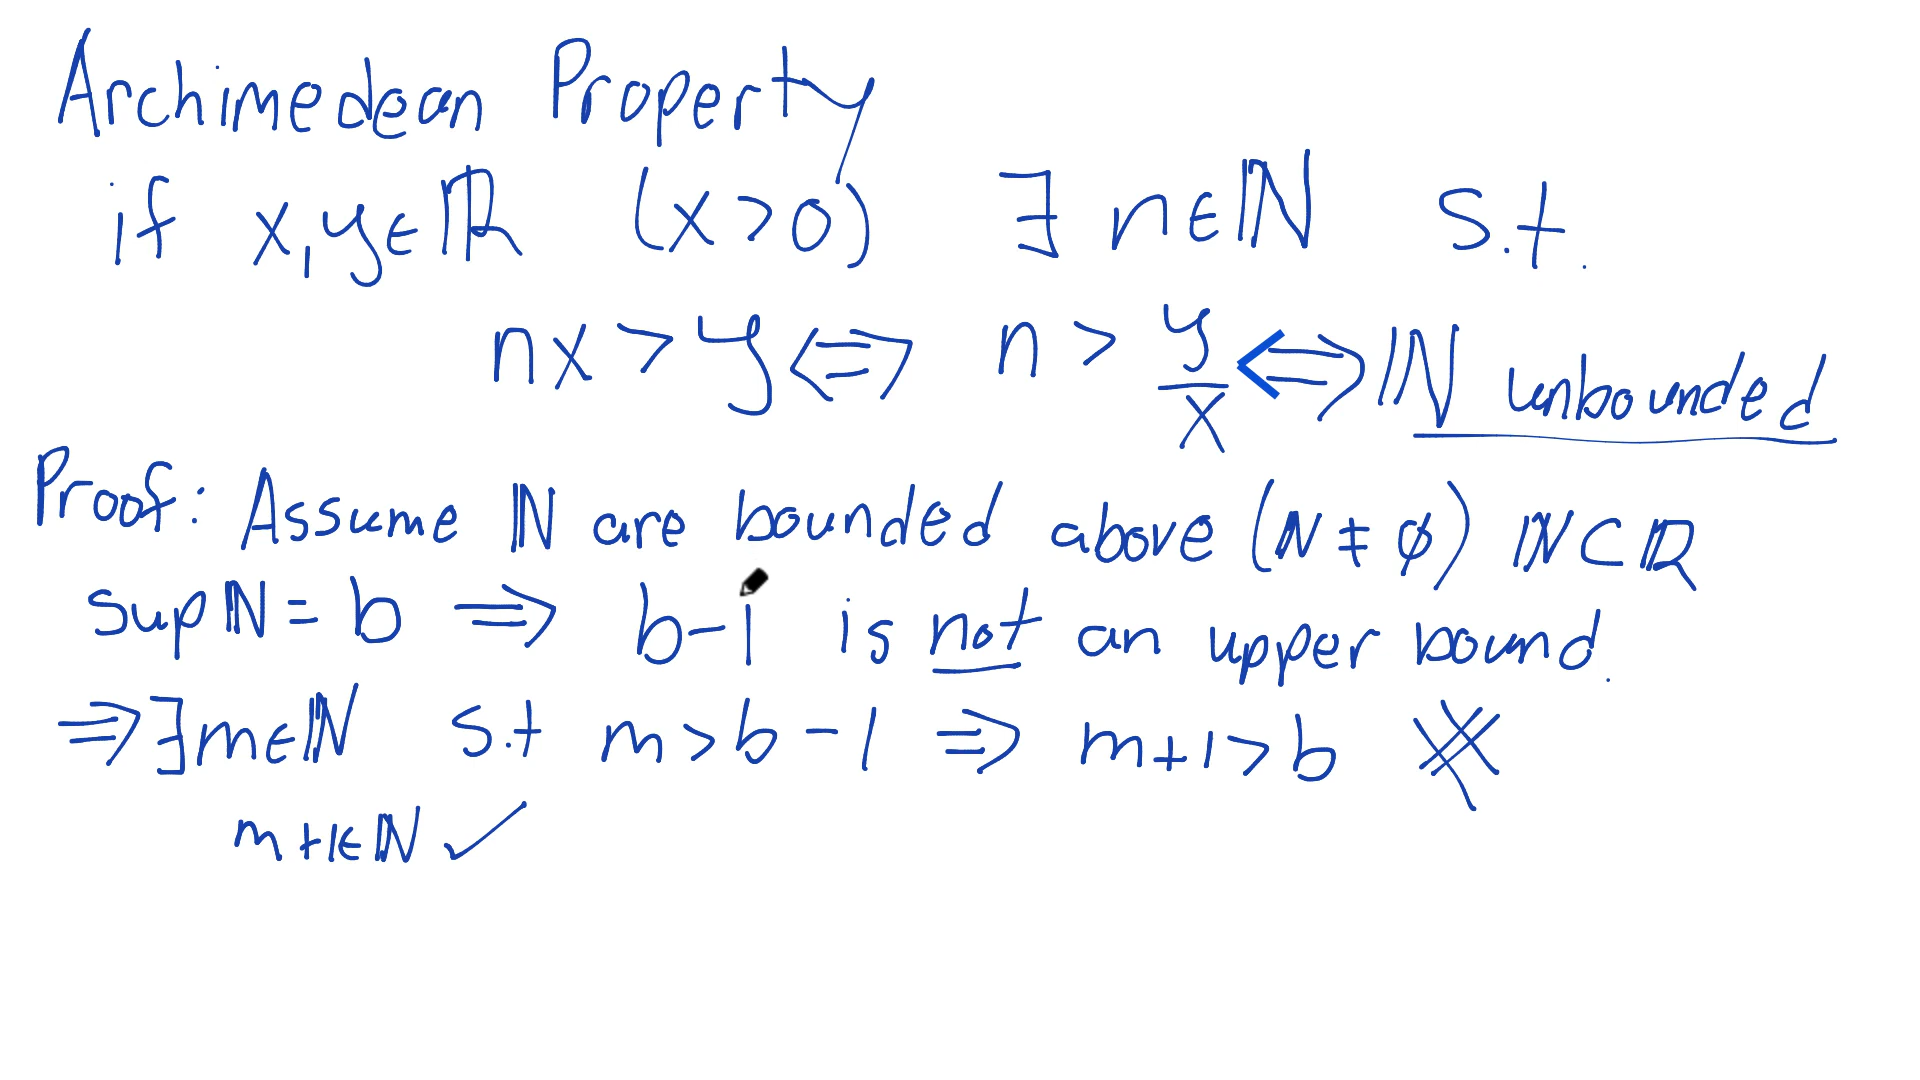 Archimedean Property
if x,y∈ℝ (x>0) ∃ n∈ℕ s.t.
nx > y ⇔ n > y/x ⇔ ℕ unbounded
Proof: Assume ℕ are bounded above (ℕ ≠ ∅) ℕ⊂ℝ
sup ℕ = b ⇒ b-1 is not an upper bound.
⇒∃m∈ℕ s.t m>b-1 ⇒ m+1>b ※
m+1∈ℕ ✓